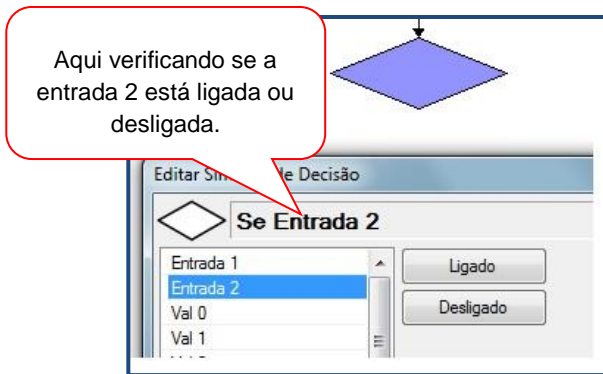 Aqui verificando se a
entrada 2 está ligada ou
desligada.
Se Entrada 2
Entrada 1
Entrada 2
Val 0
Val 1
Ligado
Desligado
Editar
de Decisão